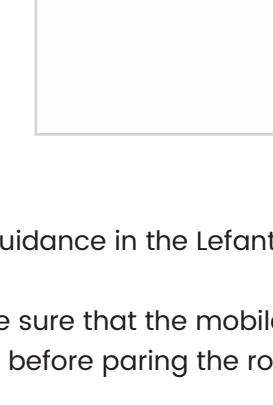 uidance in the Lefant
e sure that the mobile
before paring the ro